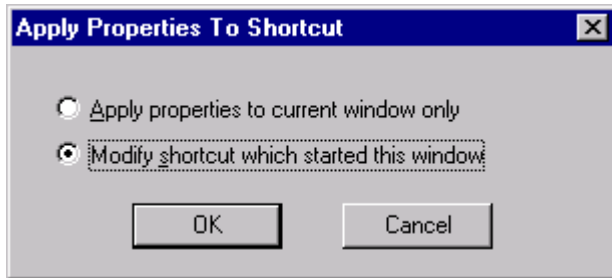 Apply Properties To Shortcut
Apply properties to current window only
Modify shortcut which started this window
OK
Cancel